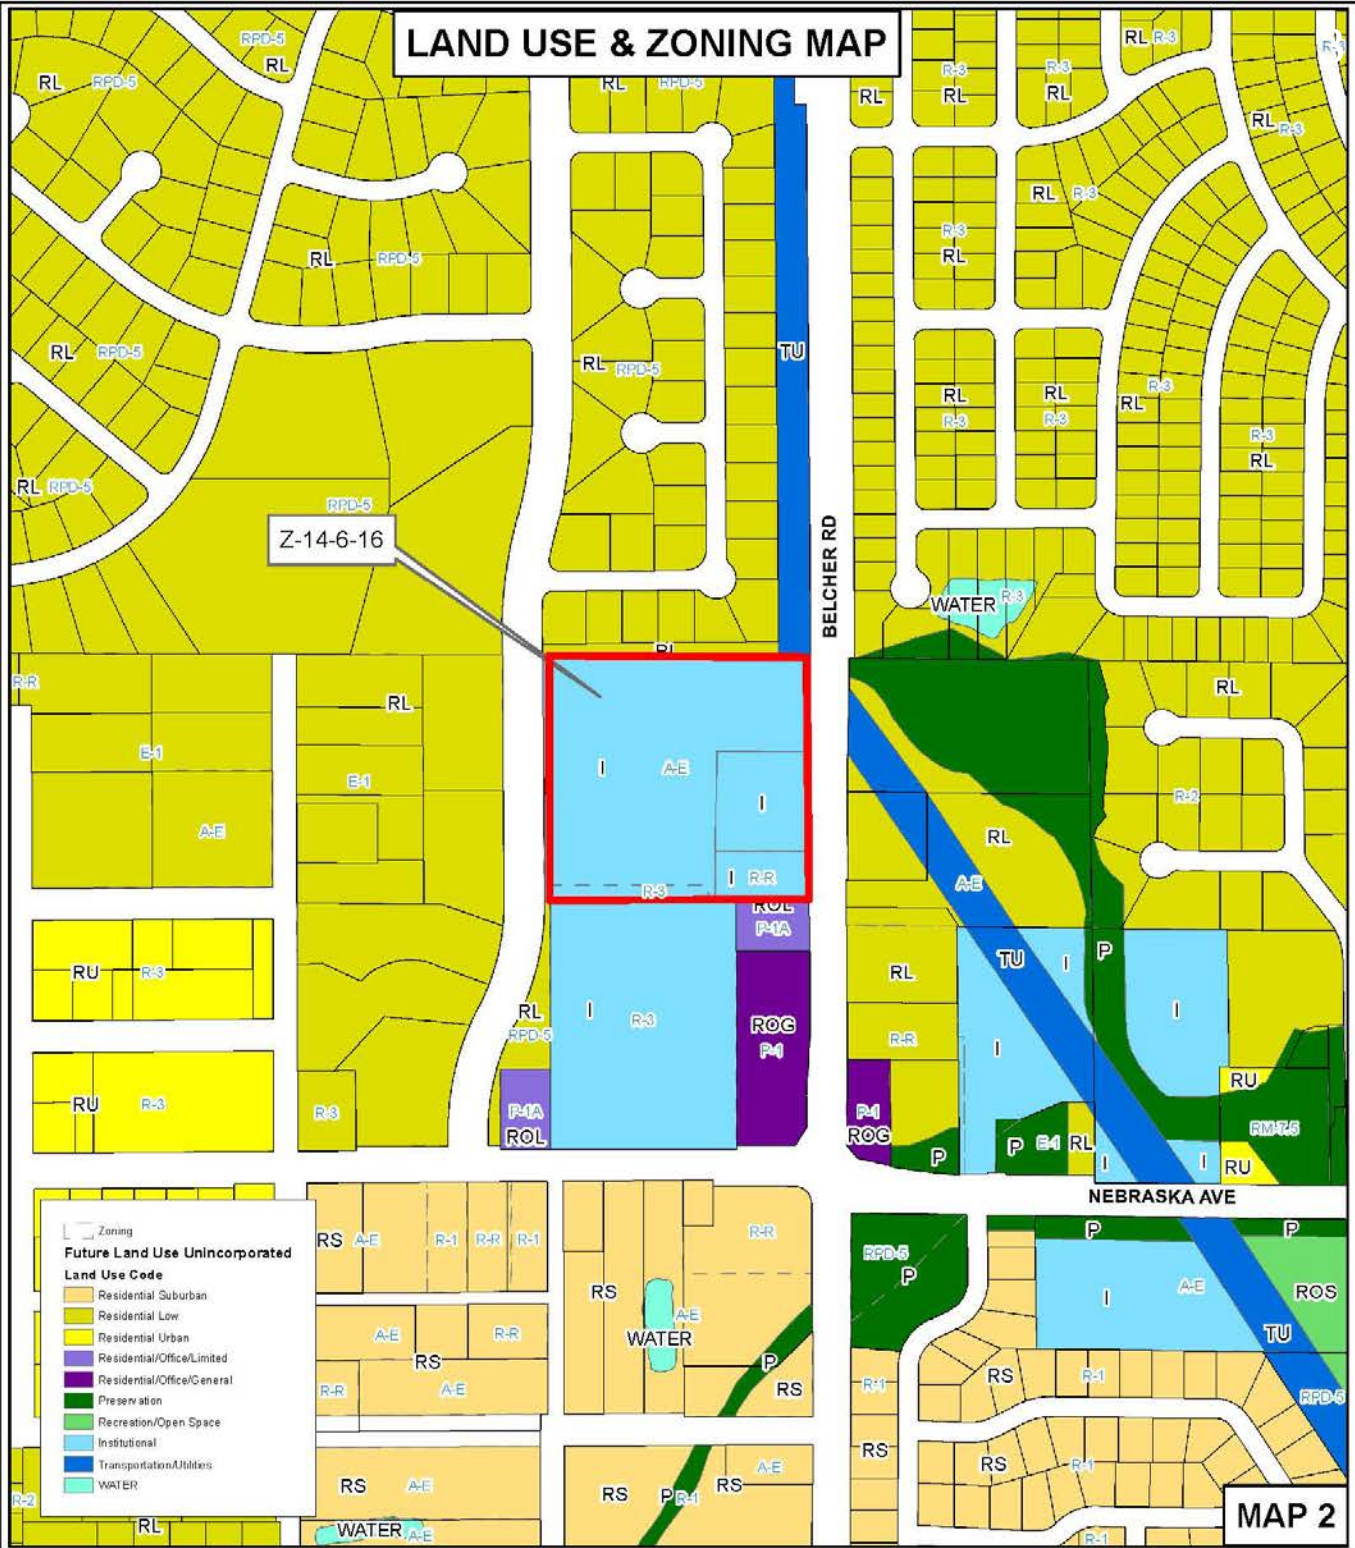 LAND USE & ZONING MAP
RPD-5
RL
RL
RPD-5
RL
RPD-5
RL
R-3
RL
R-3
RL
R-3
RL
RL
R-3
R-3
RL
R-3
RL
R-3
R-3
RL
RL
RPD-5
RL
RPD-5
TU
RL
RPD-5
RL
R-3
RL
R-3
R-3
RL
R-3
RL
RL
RPD-5
RPD-5
Z-14-6-16
BELCHER RD
WATER
R-3
RL
R-R
RL
E-1
E-1
A-E
I
A-E
I
I
R-R
R-3
RL
R-2
RL
A-E
ROL
P-1A
RU
R-3
RL
RPD-5
I
R-3
ROG
P-1
RL
R-R
TU
I
P
I
I
RU
R-3
R-3
P-1A
ROL
P-1
ROG
P
P
E-1
RL
I
I
RU
RU
RM-7.5
NEBRASKA AVE
Zoning
Future Land Use Unincorporated
Land Use Code
Residential Suburban
Residential Low
Residential Urban
Residential/Office/Limited
Residential/Office/General
Preservation
Recreation/Open Space
Institutional
Transportation/Utilities
WATER
RS
A-E
R-1
R-R
R-1
R-R
RS
A-E
WATER
A-E
R-R
RS
R-R
A-E
P
RS
RPD-5
P
P
P
I
A-E
ROS
TU
RPD-5
R-1
RS
RS
R-1
RS
R-1
R-2
RL
RS
A-E
WATER
A-E
RS
P
R-1
RS
A-E
R-1
MAP 2